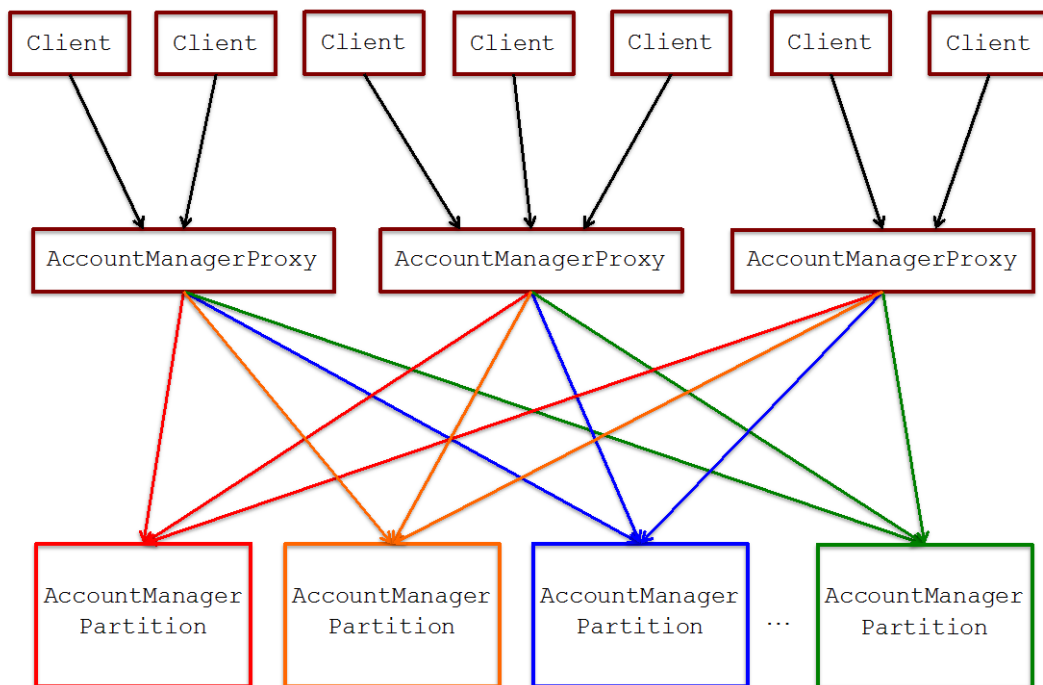 Client
Client
Client
Client
Client
Client
Client
AccountManagerProxy
AccountManagerProxy
AccountManagerProxy
AccountManager
Partition
AccountManager
Partition
AccountManager
Partition
...
AccountManager
Partition